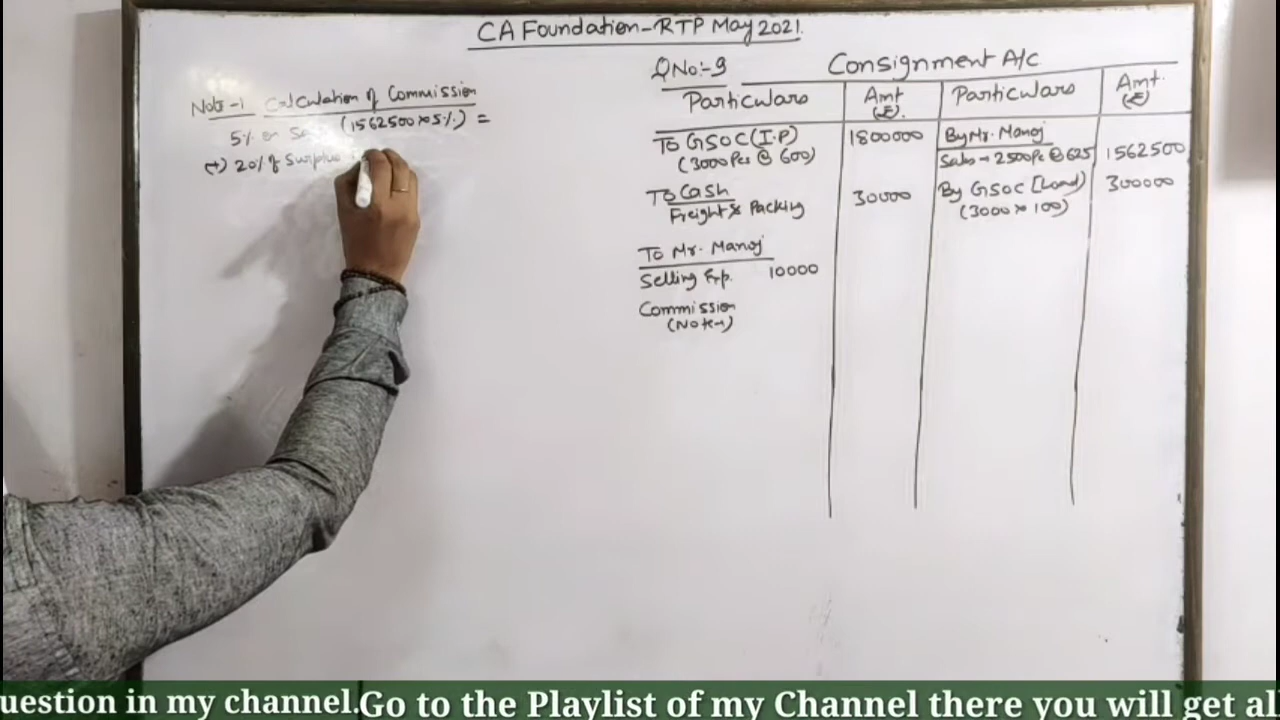 CA Foundation-RTP May 2021.
Note-1 Calculation of Commission
5% on (1562500×5%) =
(+) 20% of Surplus
QNo:-9 Consignment A/c
Particulars Amt (₹) Particulars Amt (₹)
To GSOC (I.P) 1800000 By Mr. Manoj
(3000 Pcs @ 600) Sales → 2500 Pc @ 625 1562500
To Cash 30000 By GSOC [Load] 300000
Freight & Packing (3000 × 100)
To Mr. Manoj
Selling Exp. 10000
Commission
(Note-1)
uestion in my channel.Go to the Playlist of my Channel there you will get al